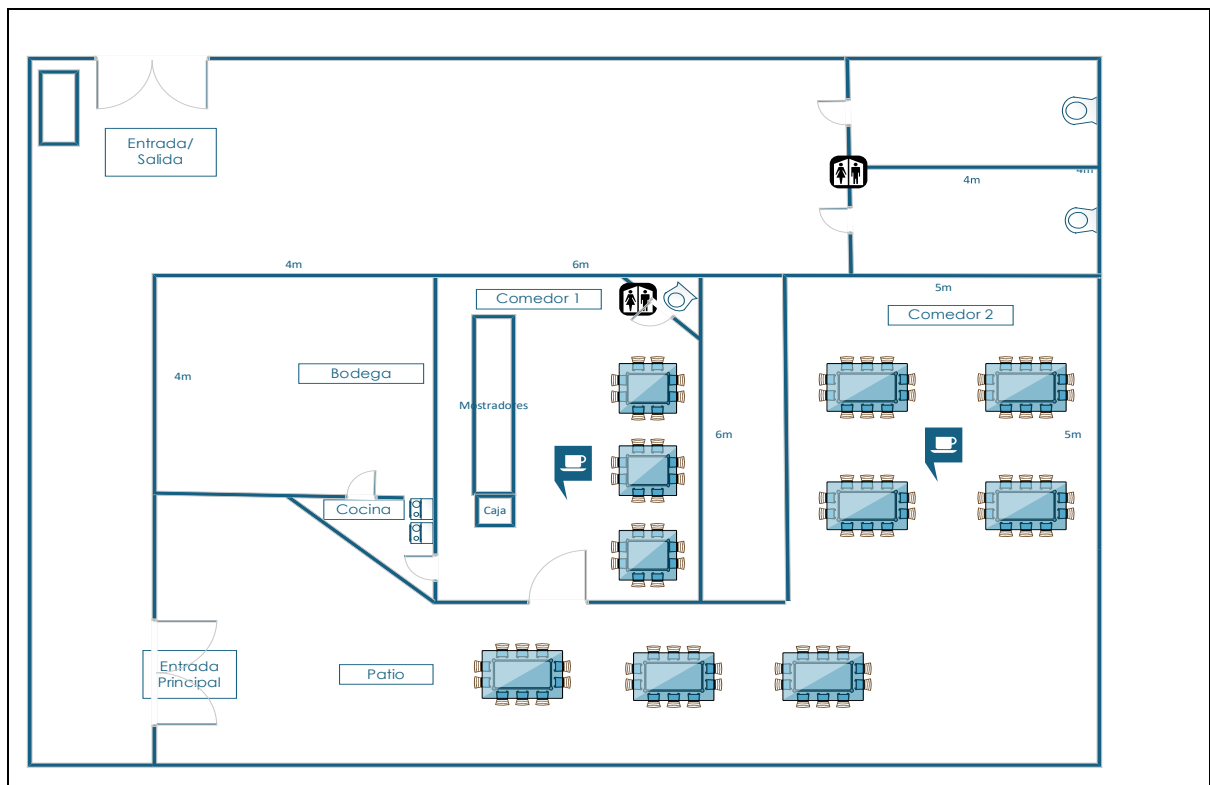 Entrada/
Salida
4m
4m
4m
6m
5m
Comedor 1
Comedor 2
Bodega
4m
Mostradores
6m
5m
Cocina
Caja
Entrada
Principal
Patio